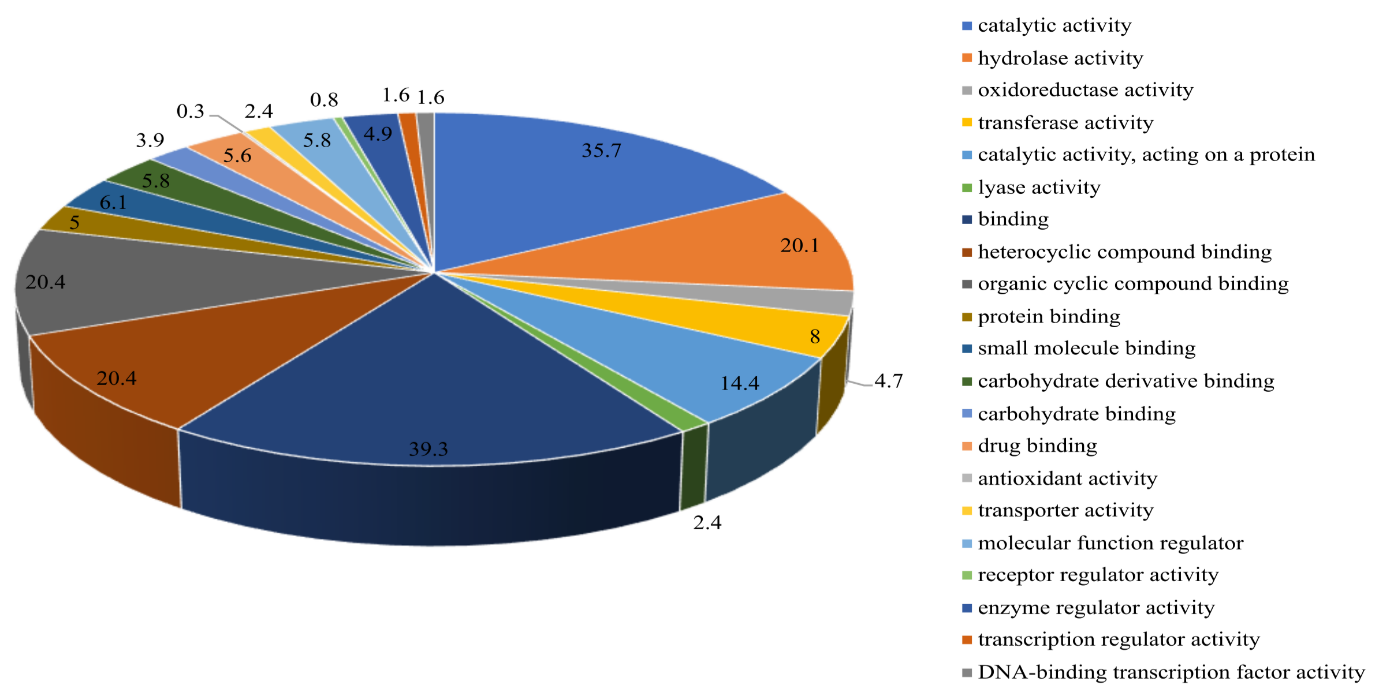 catalytic activity
hydrolase activity
oxidoreductase activity
transferase activity
catalytic activity, acting on a protein
lyase activity
binding
heterocyclic compound binding
organic cyclic compound binding
protein binding
small molecule binding
carbohydrate derivative binding
carbohydrate binding
drug binding
antioxidant activity
transporter activity
molecular function regulator
receptor regulator activity
enzyme regulator activity
transcription regulator activity
DNA-binding transcription factor activity
35.7
20.1
4.7
8
14.4
2.4
39.3
20.4
20.4
5
6.1
5.8
3.9
5.6
0.3
2.4
5.8
0.8
4.9
1.6
1.6